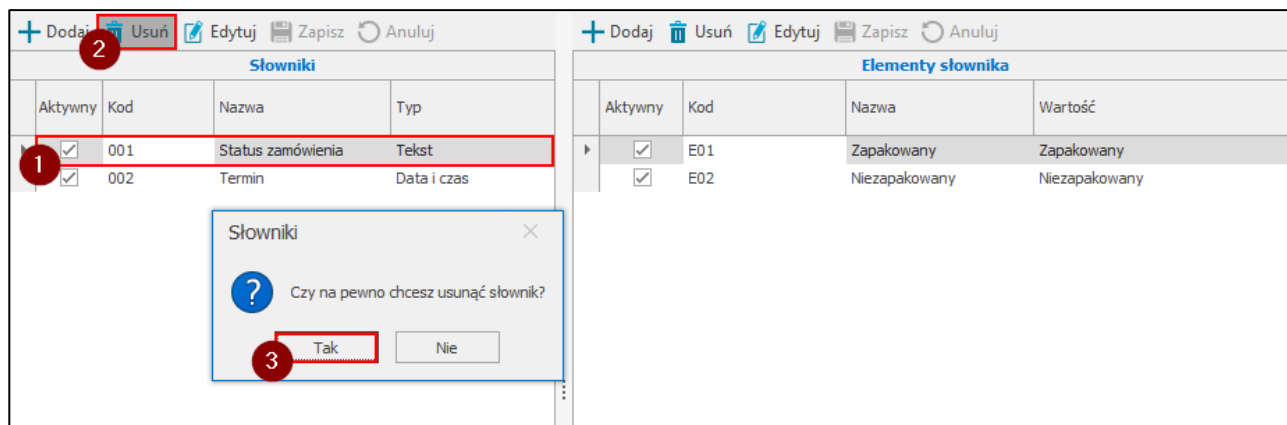 Dodaj Usuń Edytuj Zapisz Anuluj Dodaj Usuń Edytuj Zapisz Anuluj
2
Słowniki Elementy słownika
Aktywny Kod Nazwa Typ Aktywny Kod Nazwa Wartość
001 Status zamówienia Tekst E01 Zapakowany Zapakowany
1
002 Termin Data i czas E02 Niezapakowany Niezapakowany
Słowniki
? Czy na pewno chcesz usunąć słownik?
Tak Nie
3